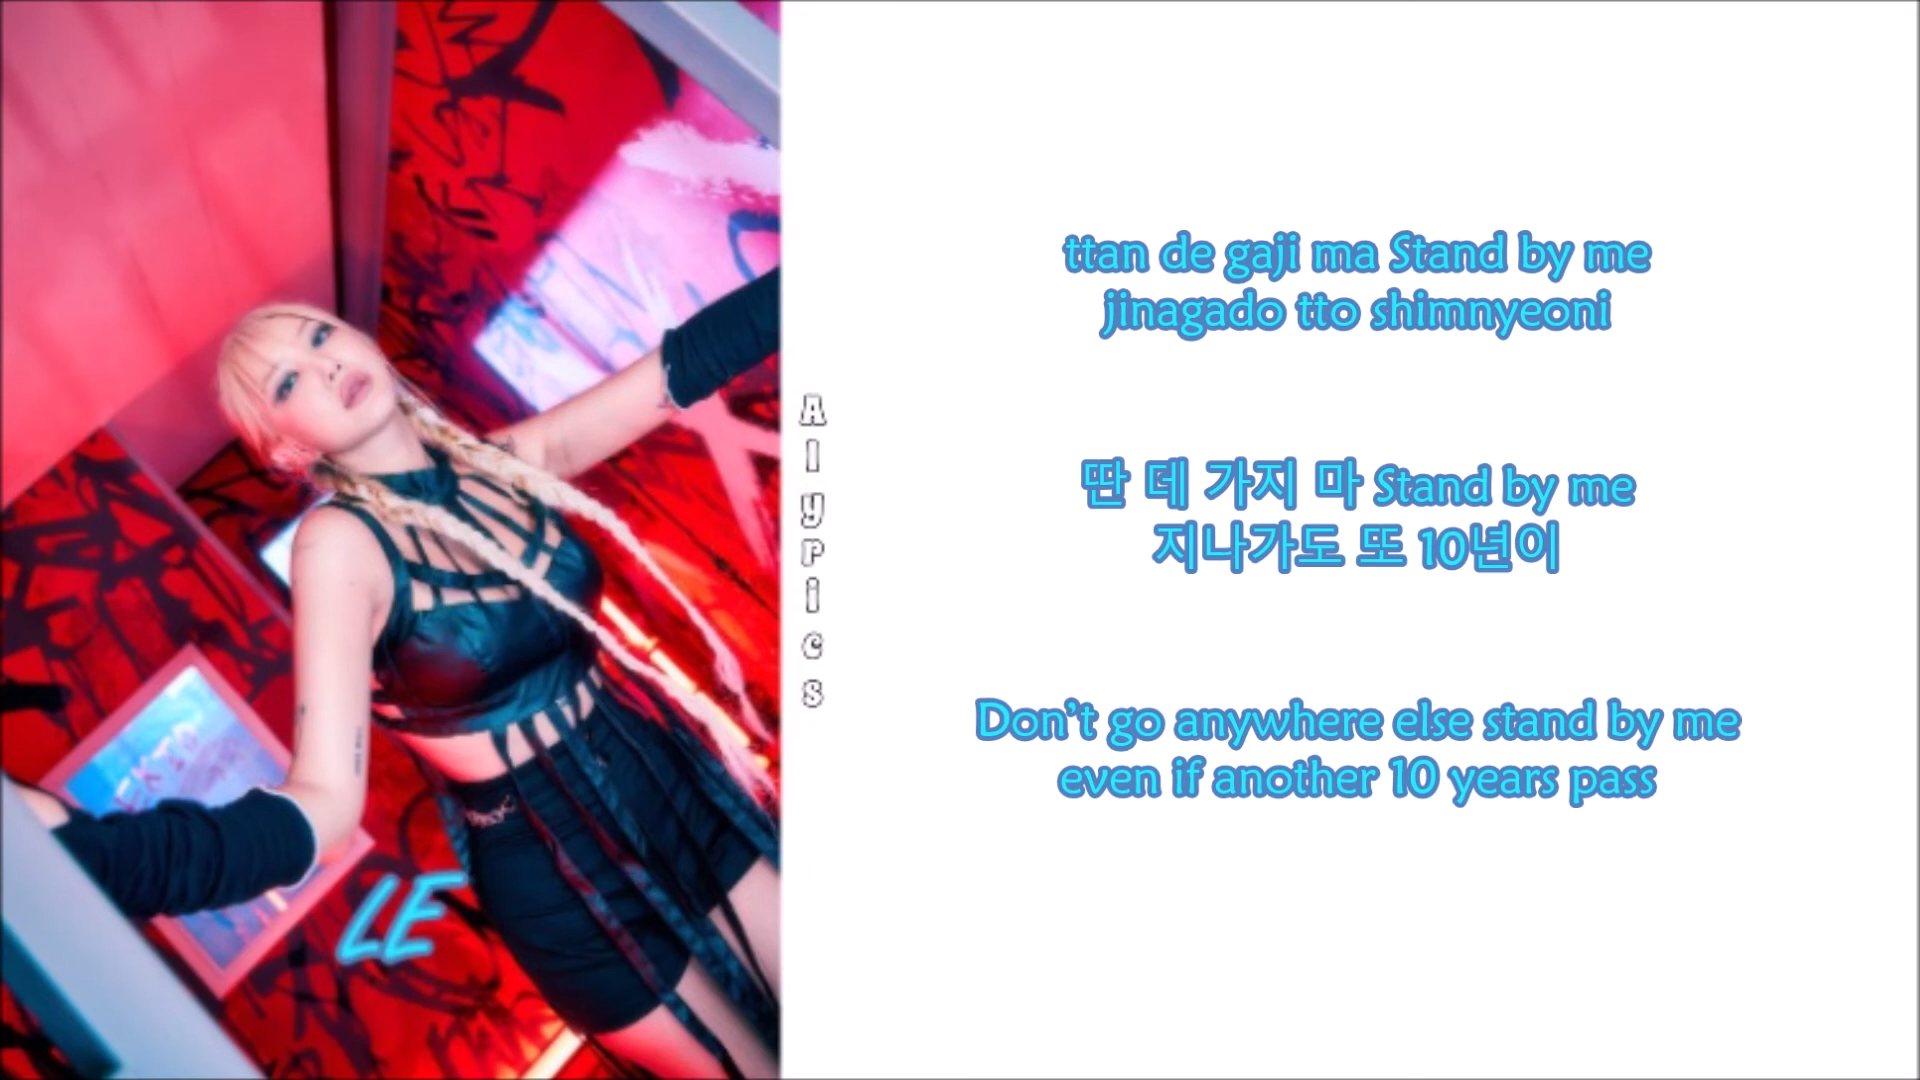 ttan de gaji ma Stand by me
jinagado tto shimnyeoni
딴 데 가지 마 Stand by me
지나가도 또 10년이
Don't go anywhere else stand by me
even if another 10 years pass
AlyPics
LE